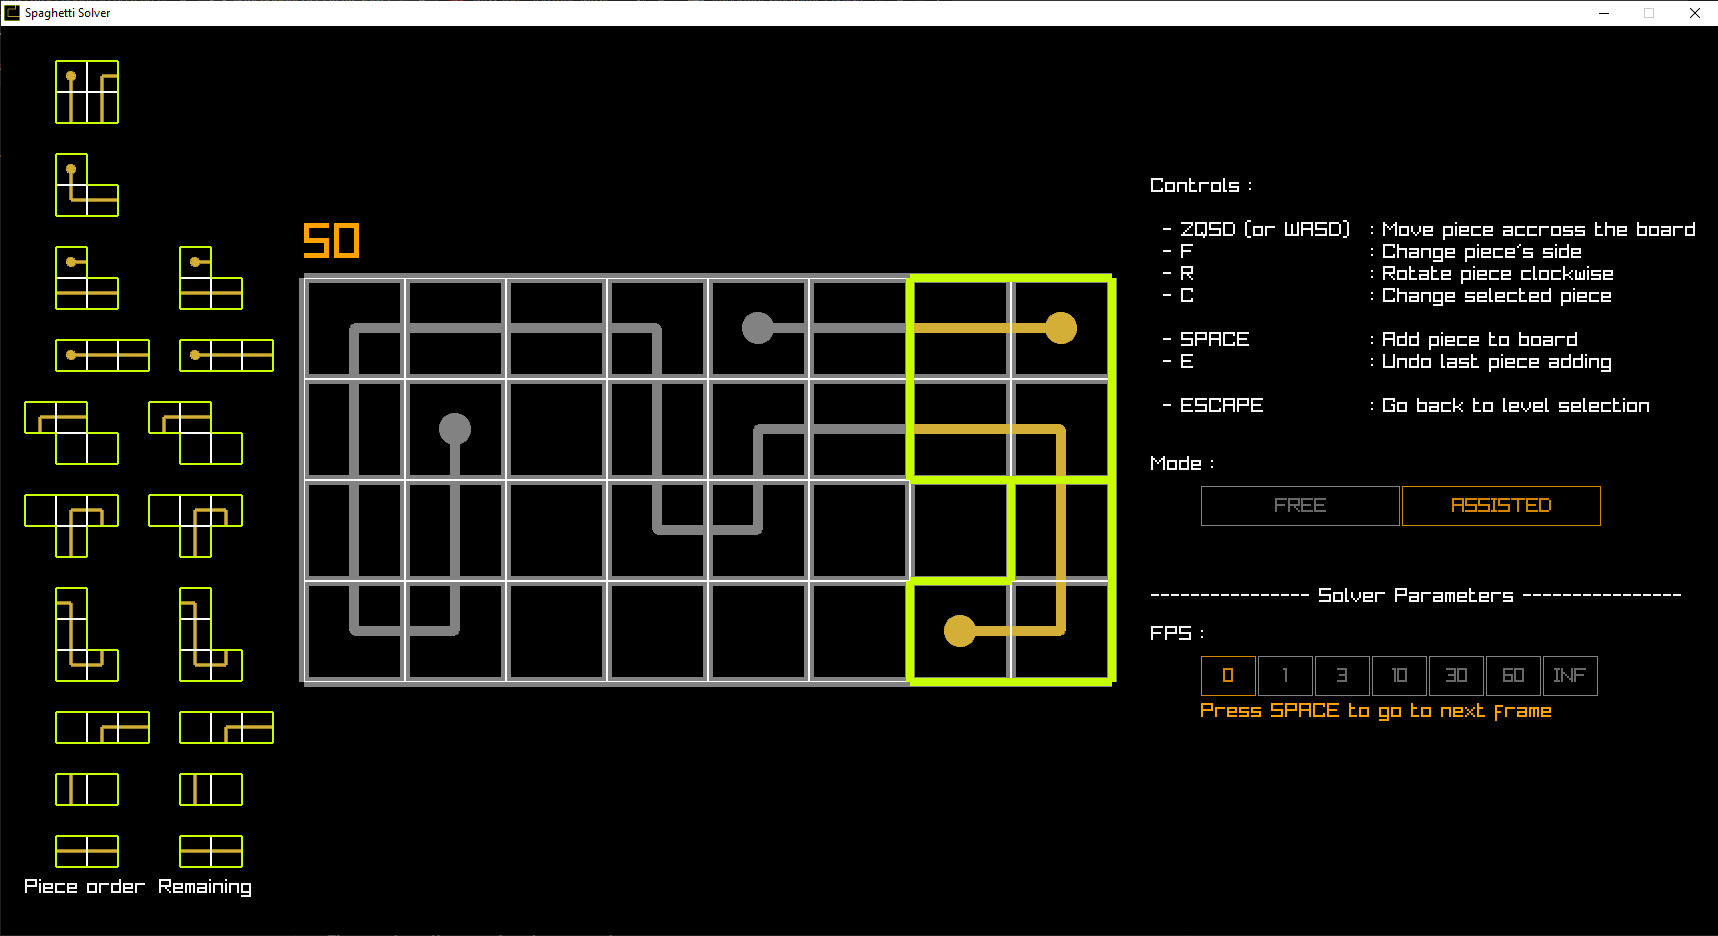 Spaghetti Solver
50
Controls :
- ZQSD (or WASD) : Move piece accross the board
- F : Change piece's side
- R : Rotate piece clockwise
- C : Change selected piece
- SPACE : Add piece to board
- E : Undo last piece adding
- ESCAPE : Go back to level selection
Mode :
FREE ASSISTED
---------------- Solver Parameters ----------------
FPS :
0 1 3 10 30 60 INF
Press SPACE to go to next frame
Piece order Remaining